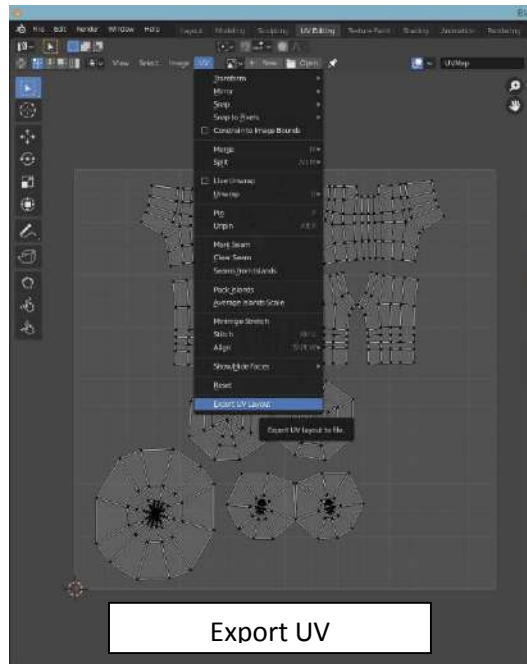 File Edit Render Window Help Layout Modeling Sculpting UV Editing Texture Paint Shading Animation Rendering
View Select Image UV New Open UVMap
Transform
Mirror
Snap
Snap to Pixels
Constrain to Image Bounds
Merge
Split
Live Unwrap
Unwrap
Pin
Unpin
Mark Seam
Clear Seam
Seams from Islands
Pack Islands
Average Islands Scale
Minimize Stretch
Stitch
Align
Show/Hide Faces
Reset
Export UV Layout
Export UV layout to file.
Export UV